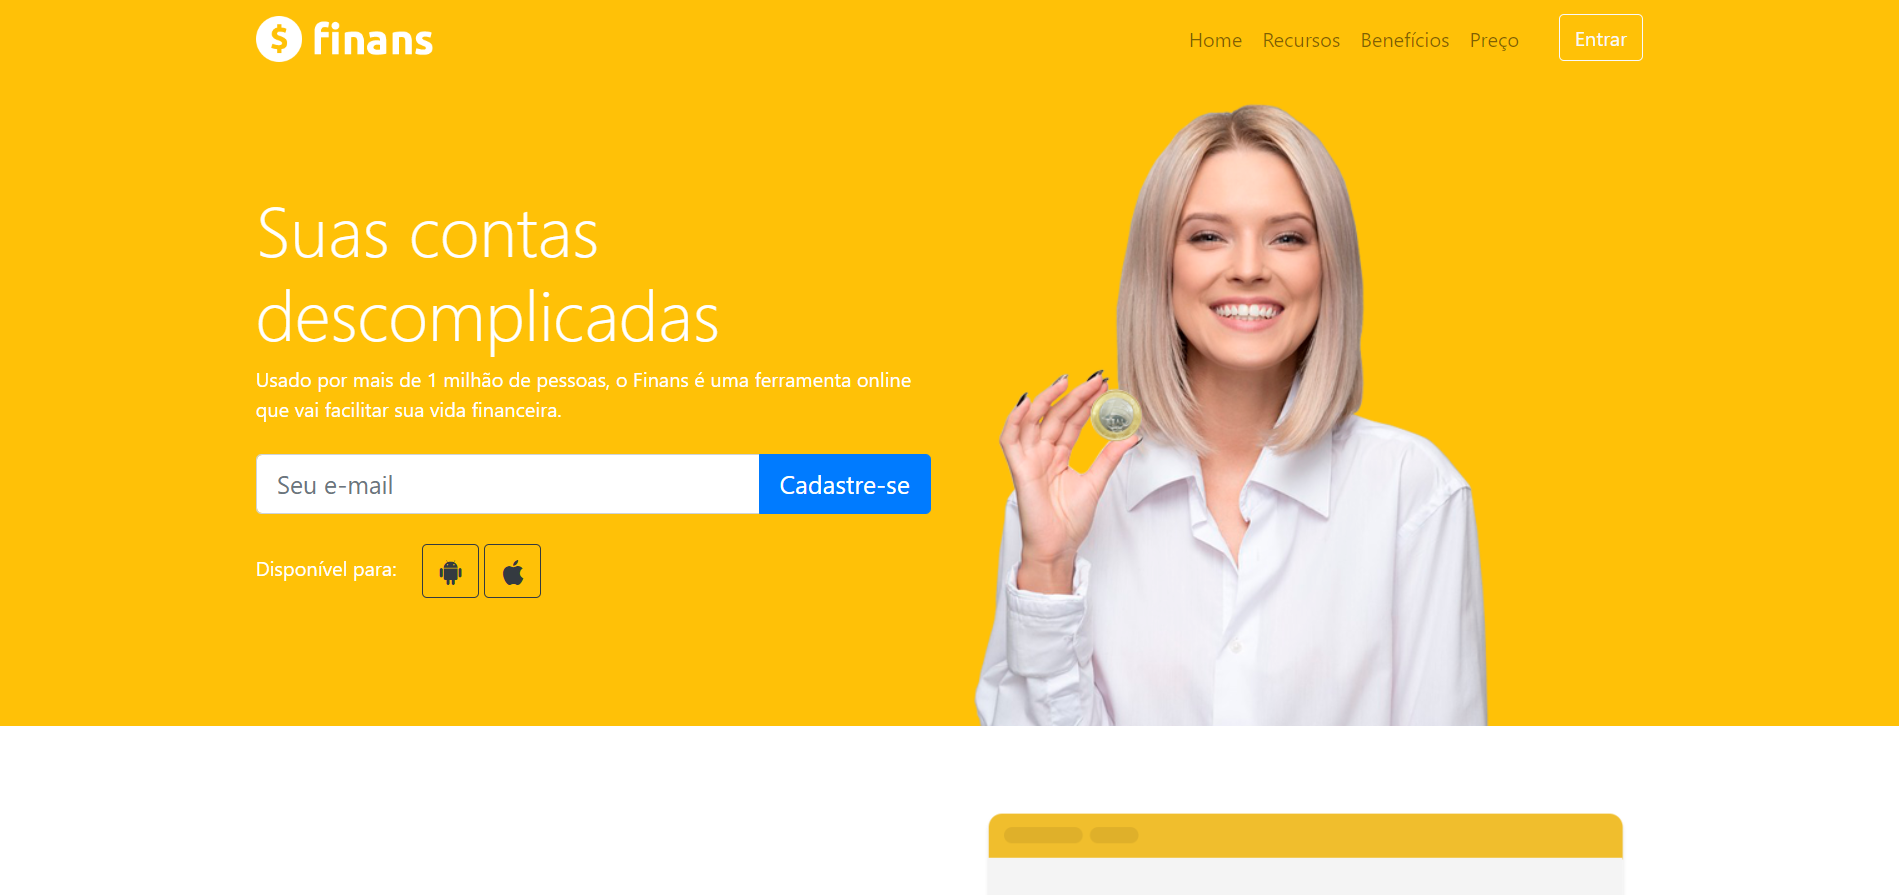 finans
Home Recursos Benefícios Preço Entrar
Suas contas
descomplicadas
Usado por mais de 1 milhão de pessoas, o Finans é uma ferramenta online
que vai facilitar sua vida financeira.
Seu e-mail Cadastre-se
Disponível para: